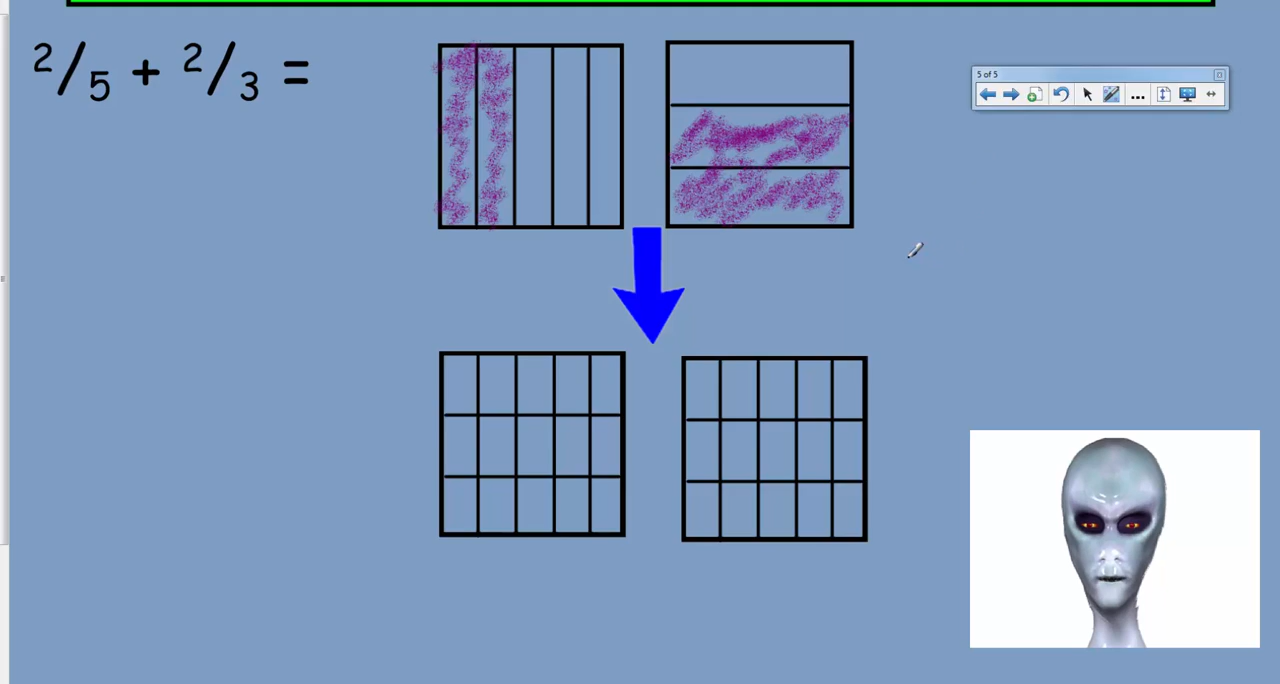 2/5 + 2/3 =
5 of 5